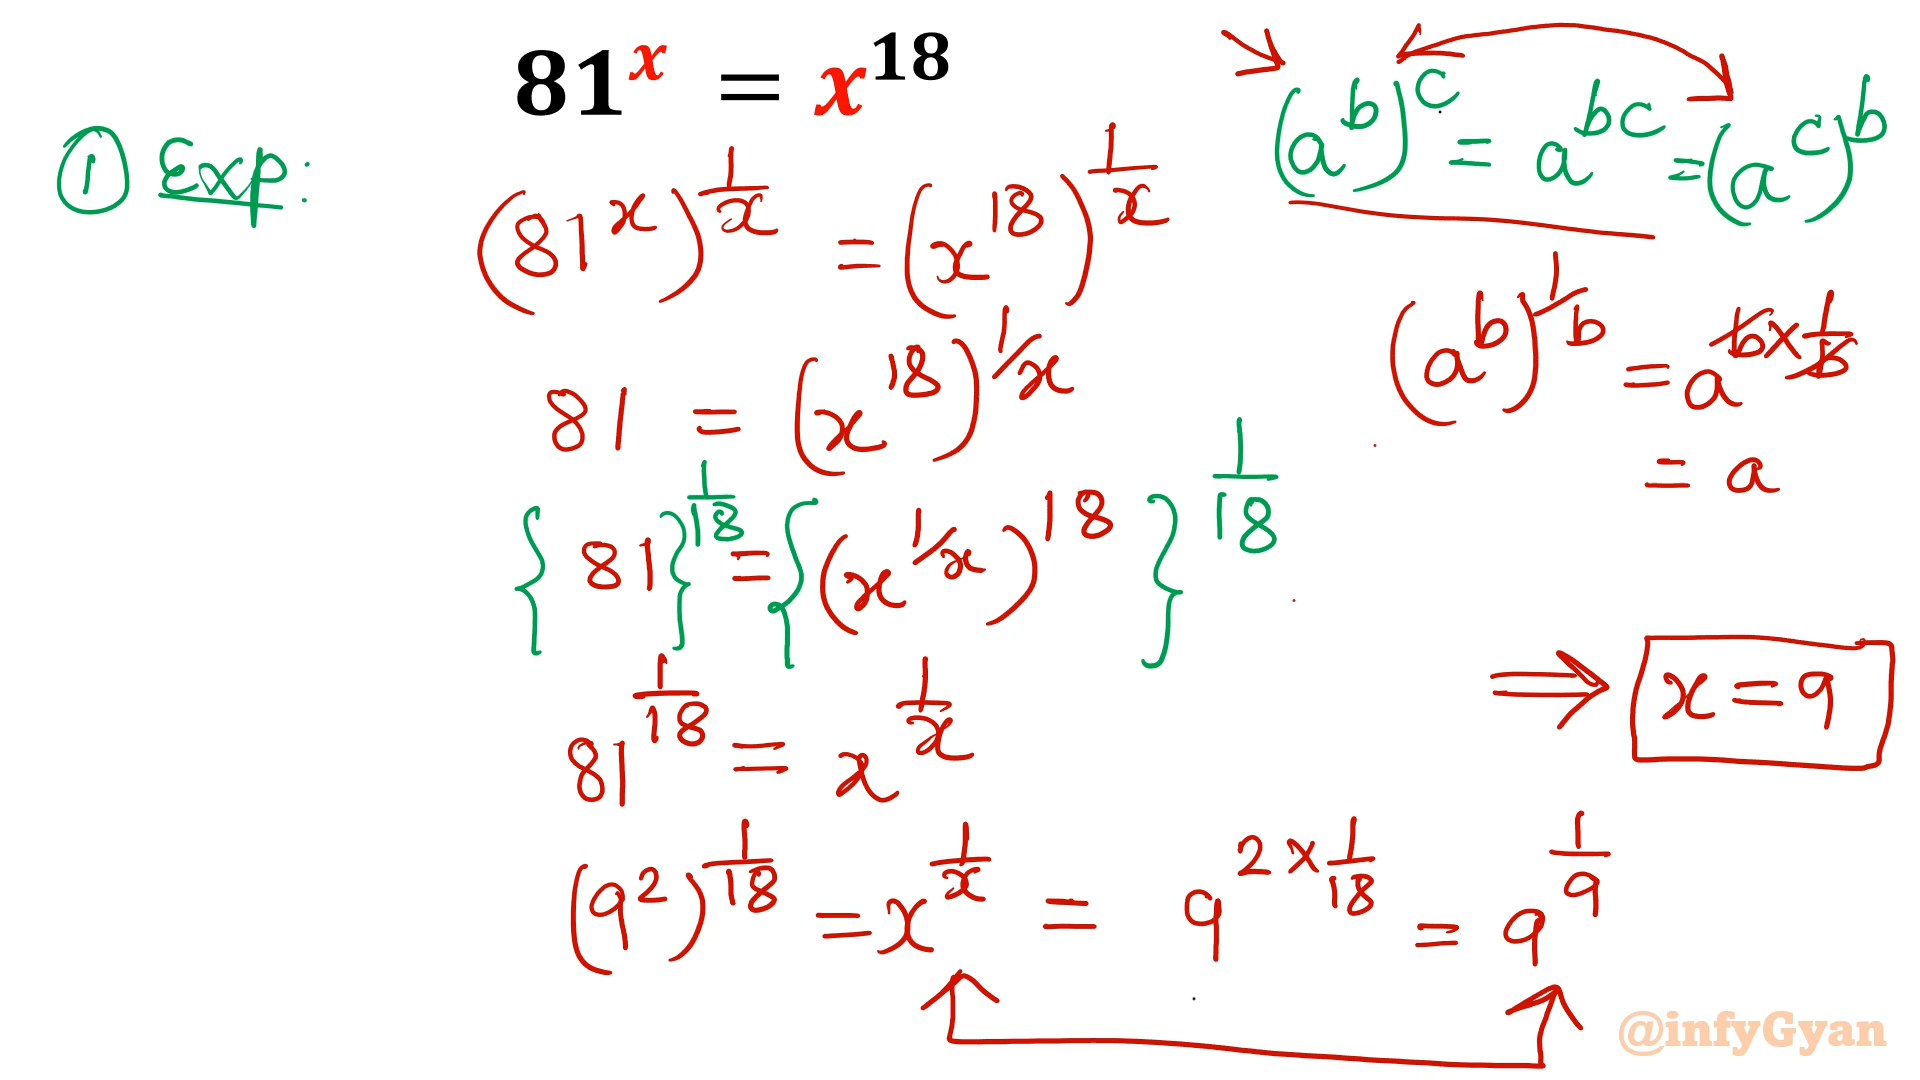 81^x = x^18
(a^b)^c = a^bc = (a^c)^b
① Exp:
(81^x)^(1/x) = (x^18)^(1/x)
(a^b)^(1/b) = a^(b×1/b)
= a
81 = (x^18)^(1/x)
{81}^(1/18) = {(x^(1/x))^18}^(1/18)
81^(1/18) = x^(1/x)
⇒ x = 9
(9^2)^(1/18) = x^(1/x) = 9^(2×1/18) = 9^(1/9)
@infyGyan